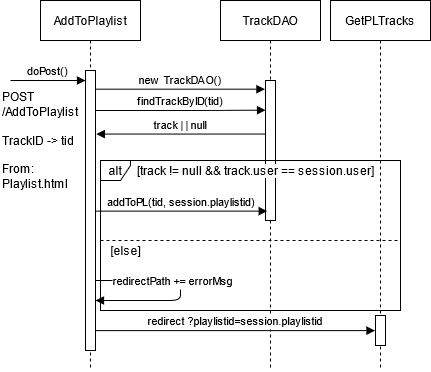 AddToPlaylist
TrackDAO
GetPLTracks
doPost()
new TrackDAO()
POST
/AddToPlaylist
findTrackByID(tid)
track || null
TrackID -> tid
From:
Playlist.html
alt
[track != null && track.user == session.user]
addToPL(tid, session.playlistid)
[else]
redirectPath += errorMsg
redirect ?playlistid=session.playlistid